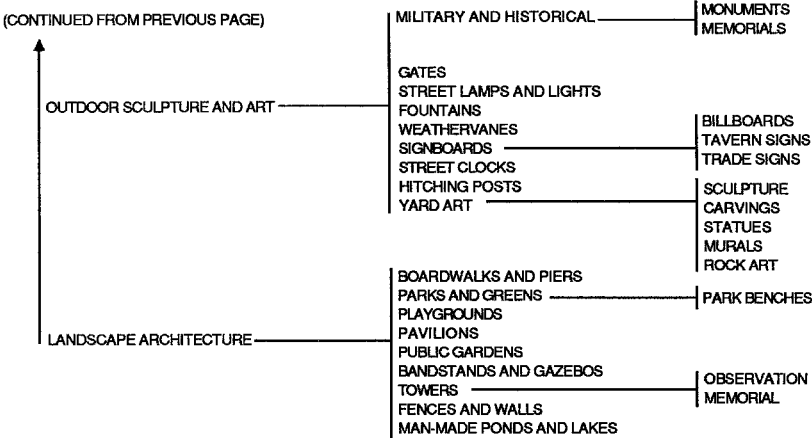 (CONTINUED FROM PREVIOUS PAGE)
OUTDOOR SCULPTURE AND ART
MILITARY AND HISTORICAL
MONUMENTS
MEMORIALS
GATES
STREET LAMPS AND LIGHTS
FOUNTAINS
WEATHERVANES
SIGNBOARDS
BILLBOARDS
TAVERN SIGNS
TRADE SIGNS
STREET CLOCKS
HITCHING POSTS
YARD ART
SCULPTURE
CARVINGS
STATUES
MURALS
ROCK ART
LANDSCAPE ARCHITECTURE
BOARDWALKS AND PIERS
PARKS AND GREENS
PARK BENCHES
PLAYGROUNDS
PAVILIONS
PUBLIC GARDENS
BANDSTANDS AND GAZEBOS
TOWERS
OBSERVATION
MEMORIAL
FENCES AND WALLS
MAN-MADE PONDS AND LAKES